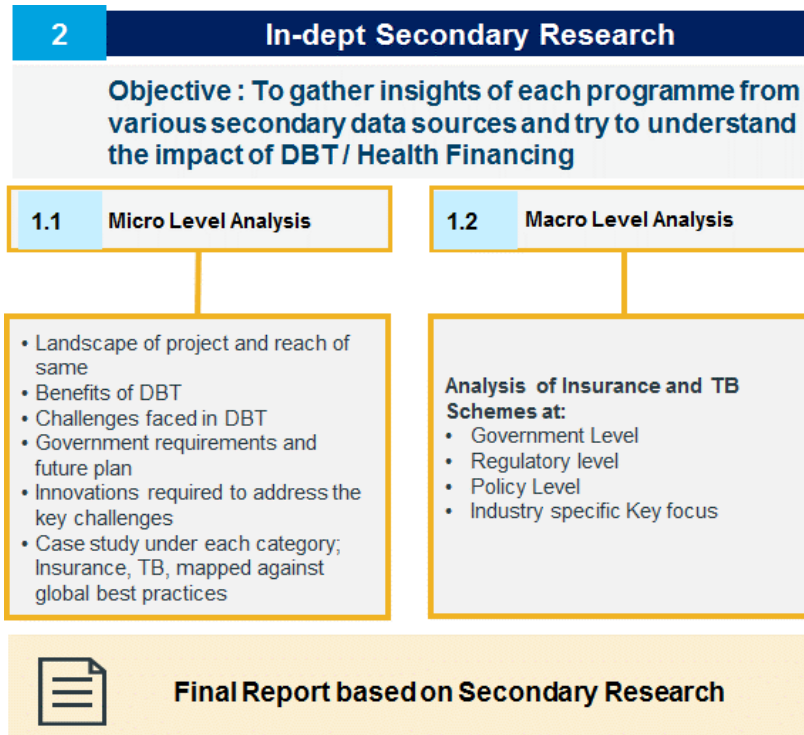 2
In-dept Secondary Research
Objective : To gather insights of each programme from
various secondary data sources and try to understand
the impact of DBT / Health Financing
1.1
Micro Level Analysis
• Landscape of project and reach of
same
• Benefits of DBT
• Challenges faced in DBT
• Government requirements and
future plan
• Innovations required to address the
key challenges
• Case study under each category;
Insurance, TB, mapped against
global best practices
1.2
Macro Level Analysis
Analysis of Insurance and TB
Schemes at:
• Government Level
• Regulatory level
• Policy Level
• Industry specific Key focus
Final Report based on Secondary Research